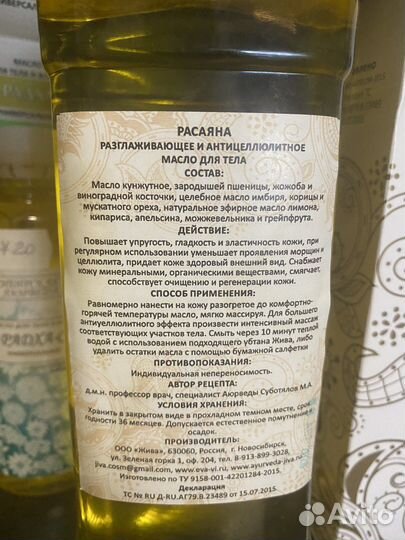 РАСАЯНА
РАЗГЛАЖИВАЮЩЕЕ И АНТИЦЕЛЛЮЛИТНОЕ
МАСЛО ДЛЯ ТЕЛА
СОСТАВ:
Масло кунжутное, зародышей пшеницы, жожоба и
виноградной косточки, целебное масло имбиря, корицы и
мускатного ореха, натуральное эфирное масло лимона,
кипариса, апельсина, можжевельника и грейпфрута.
ДЕЙСТВИЕ:
Повышает упругость, гладкость и эластичность кожи, при
регулярном использовании уменьшает проявления морщин и
целлюлита, придает коже здоровый внешний вид. Снабжает
кожу минеральными, органическими веществами, смягчает,
способствует очищению и регенерации кожи.
СПОСОБ ПРИМЕНЕНИЯ:
Равномерно нанести на кожу разогретое до комфортно-
горячей температуры масло, мягко массируя. Для большего
антицеллюлитного эффекта произвести интенсивный массаж
соответствующих участков тела. Смыть через 10 минут теплой
водой с использованием подходящего убтана Жива, либо
удалить остатки масла с помощью бумажной салфетки
ПРОТИВОПОКАЗАНИЯ:
Индивидуальная непереносимость.
АВТОР РЕЦЕПТА:
д.м.н. профессор врач, специалист Аюрведы Суботялов М.А.
УСЛОВИЯ ХРАНЕНИЯ:
Хранить в закрытом виде в прохладном темном месте, срок
годности 36 месяцев. Допускается естественное помутнение и
осадок.
ПРОИЗВОДИТЕЛЬ:
ООО «Жива», 630060, Россия, г. Новосибирск,
ул. Зеленая горка 1, оф. 204, тел. 8-913-899-3028,
jiva.cosm@gmail.com, www.eva-vl.ru, www.ayurveda-jiva.ru
Изготовлено по ТУ 9158-001-42201284-2015.
Декларация
ТС № RU Д-RU.АГ79.В.23489 от 15.07.2015.
Avito